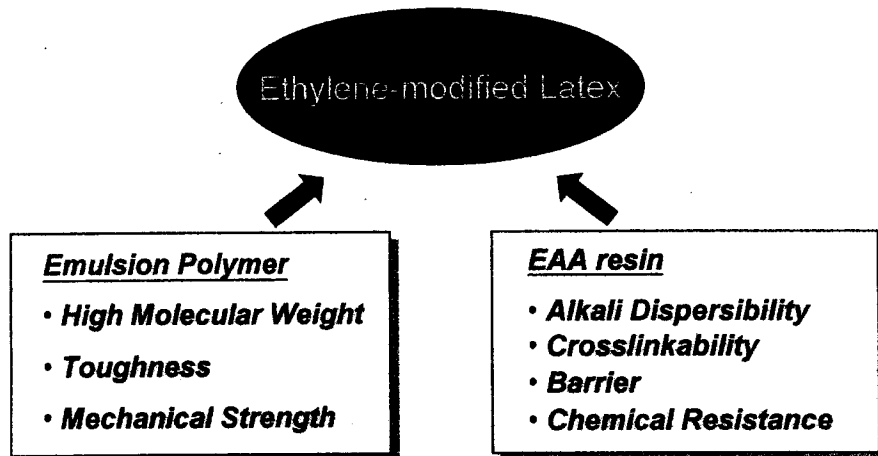 Ethylene-modified Latex
Emulsion Polymer
• High Molecular Weight
• Toughness
• Mechanical Strength
EAA resin
• Alkali Dispersibility
• Crosslinkability
• Barrier
• Chemical Resistance